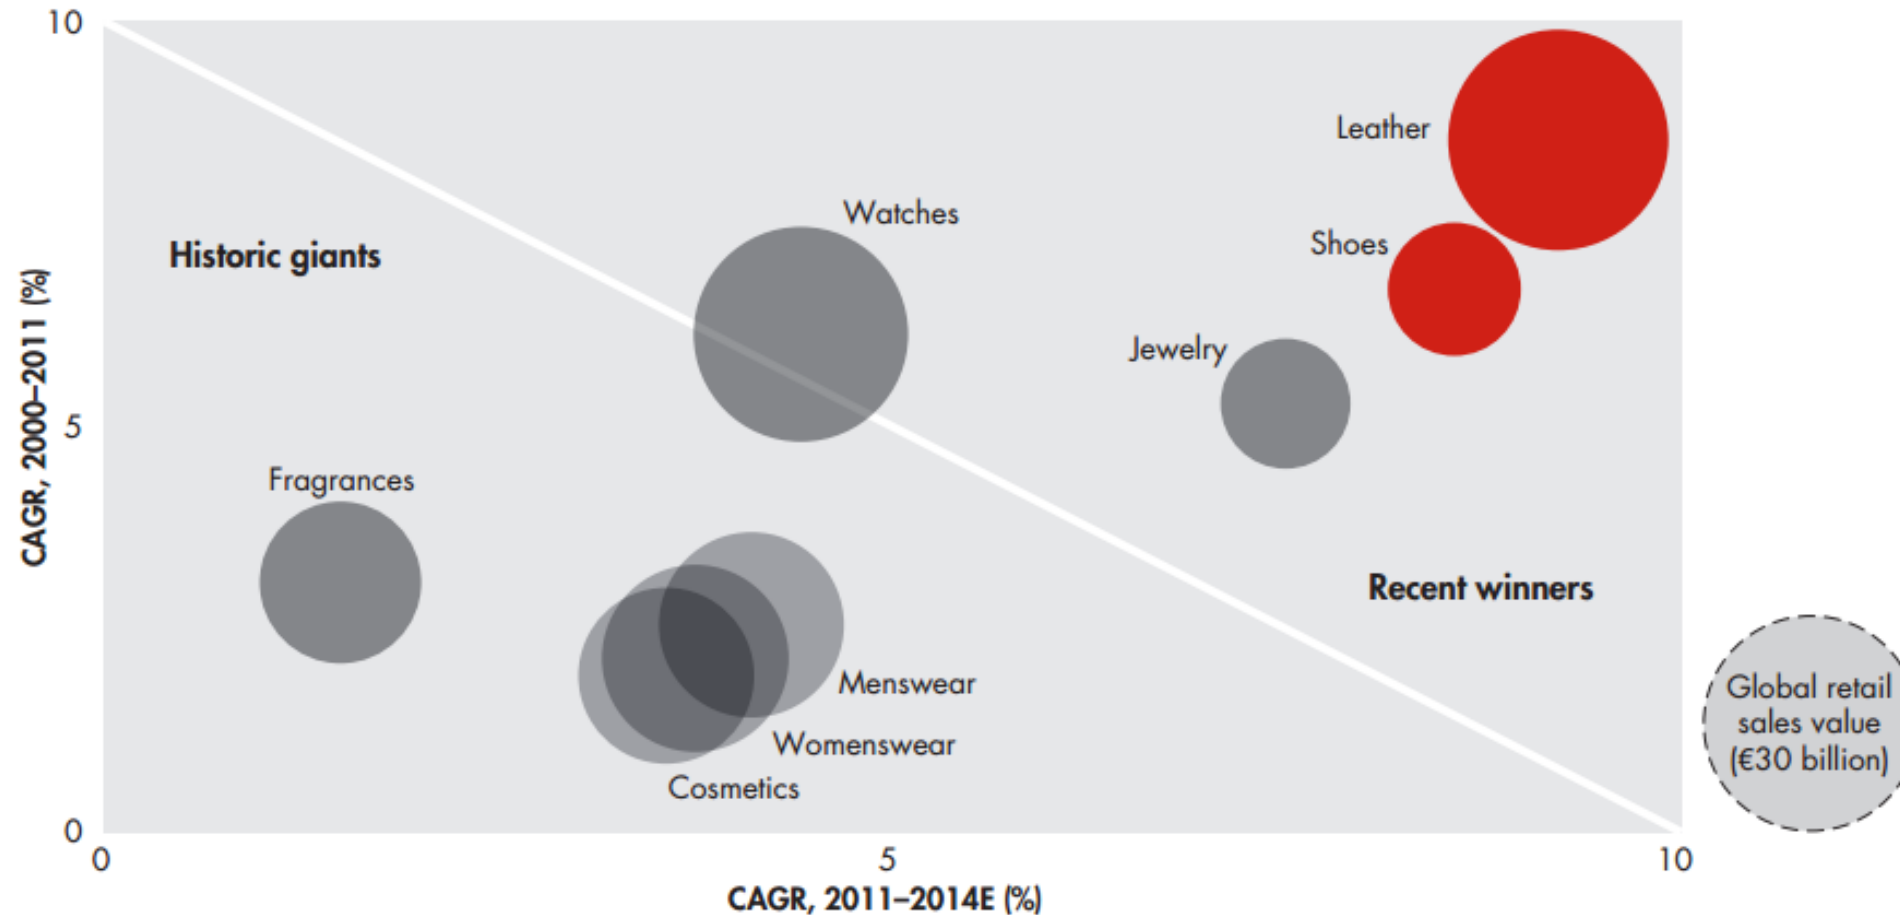 10
Leather
Watches
Shoes
Historic giants
Jewelry
CAGR, 2000–2011 (%)
5
Fragrances
Recent winners
Menswear
Global retail
sales value
(€30 billion)
Womenswear
Cosmetics
0
0
5
10
CAGR, 2011–2014E (%)